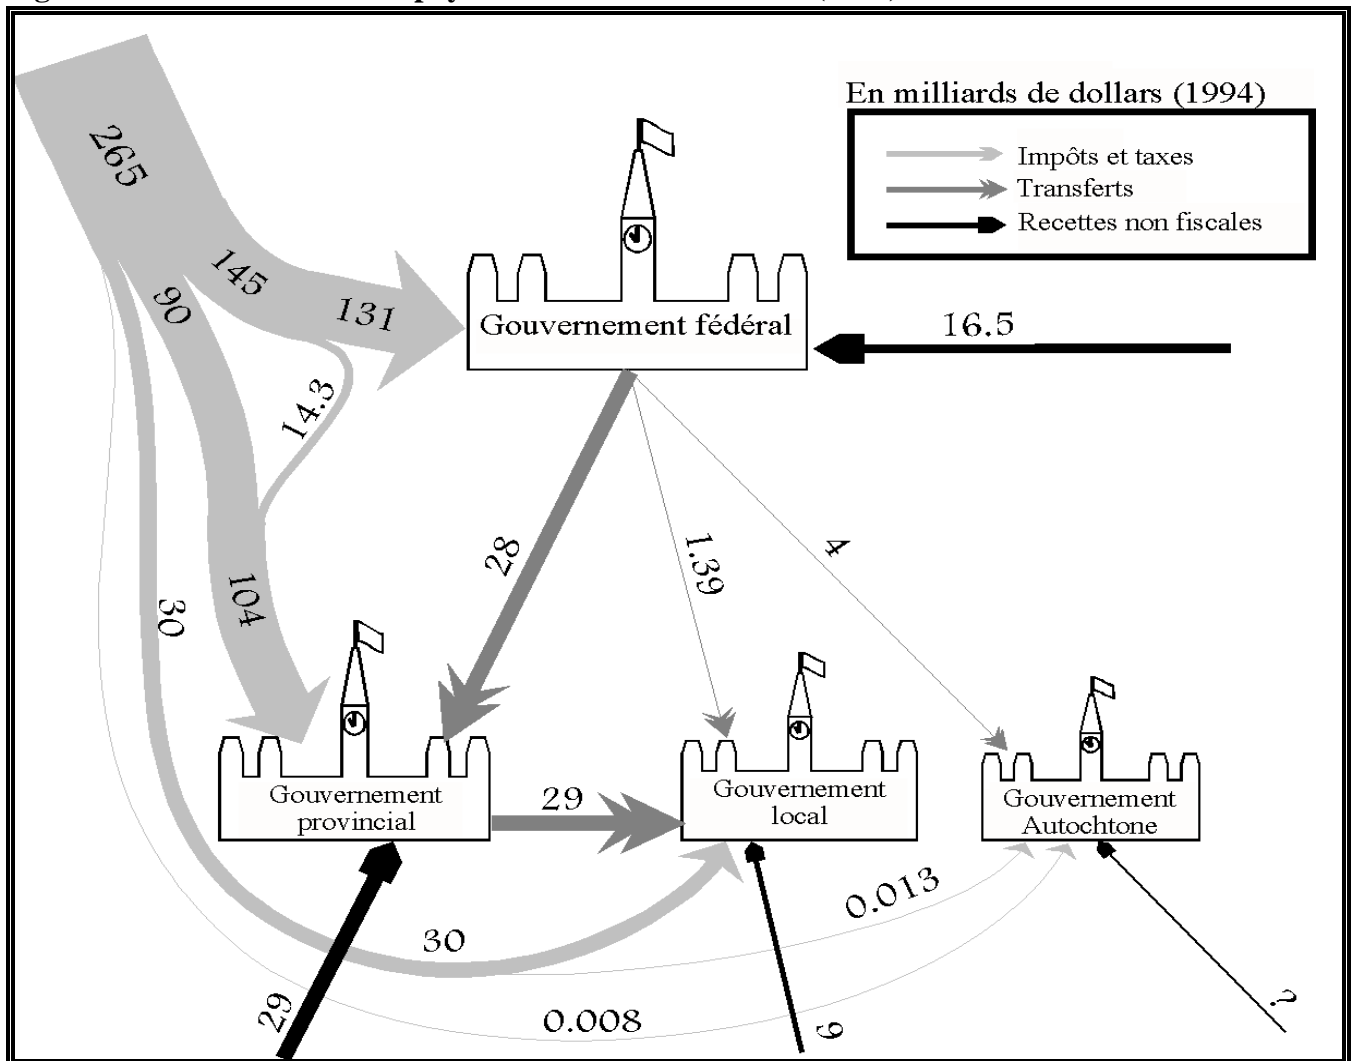 En milliards de dollars (1994)
Impôts et taxes
Transferts
Recettes non fiscales
265
145
131
90
14.3
Gouvernement fédéral
16.5
28
1.39
4
30
104
Gouvernement
provincial
29
Gouvernement
local
Gouvernement
Autochtone
0.013
30
29
0.008
9
?